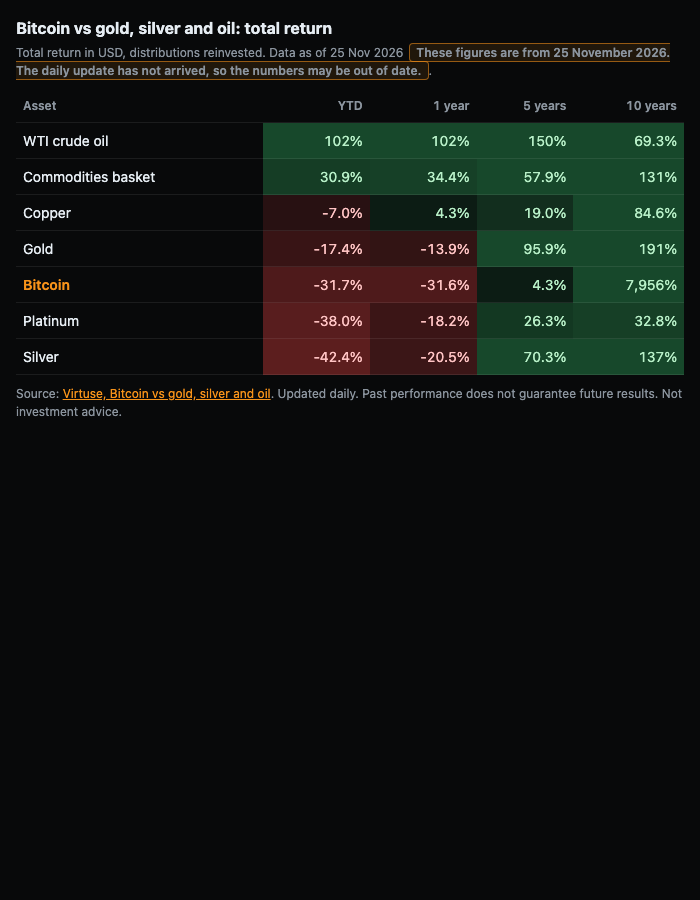 Bitcoin vs gold, silver and oil: total return
Total return in USD, distributions reinvested. Data as of 25 Nov 2026 These figures are from 25 November 2026.
The daily update has not arrived, so the numbers may be out of date. .
Asset YTD 1 year 5 years 10 years
WTI crude oil 102% 102% 150% 69.3%
Commodities basket 30.9% 34.4% 57.9% 131%
Copper -7.0% 4.3% 19.0% 84.6%
Gold -17.4% -13.9% 95.9% 191%
Bitcoin -31.7% -31.6% 4.3% 7,956%
Platinum -38.0% -18.2% 26.3% 32.8%
Silver -42.4% -20.5% 70.3% 137%
Source: Virtuse, Bitcoin vs gold, silver and oil. Updated daily. Past performance does not guarantee future results. Not
investment advice.